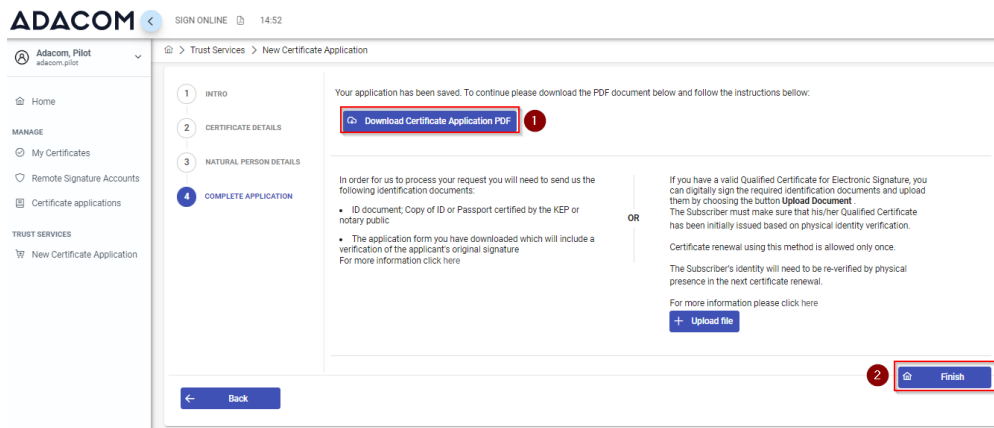 ADACOM
SIGN ONLINE 14:52
Adacom, Pilot
adacom.pilot
Home
MANAGE
My Certificates
Remote Signature Accounts
Certificate applications
TRUST SERVICES
New Certificate Application
> Trust Services > New Certificate Application
1 INTRO
2 CERTIFICATE DETAILS
3 NATURAL PERSON DETAILS
4 COMPLETE APPLICATION
Your application has been saved. To continue please download the PDF document below and follow the instructions bellow:
Download Certificate Application PDF
1
In order for us to process your request you will need to send us the
following identification documents:
• ID document; Copy of ID or Passport certified by the KEP or
notary public
• The application form you have downloaded which will include a
verification of the applicant's original signature
For more information click here
OR
If you have a valid Qualified Certificate for Electronic Signature, you
can digitally sign the required identification documents and upload
them by choosing the button Upload Document .
The Subscriber must make sure that his/her Qualified Certificate
has been initially issued based on physical identity verification.
Certificate renewal using this method is allowed only once.
The Subscriber's identity will need to be re-verified by physical
presence in the next certificate renewal.
For more information please click here
+ Upload file
2
Finish
Back